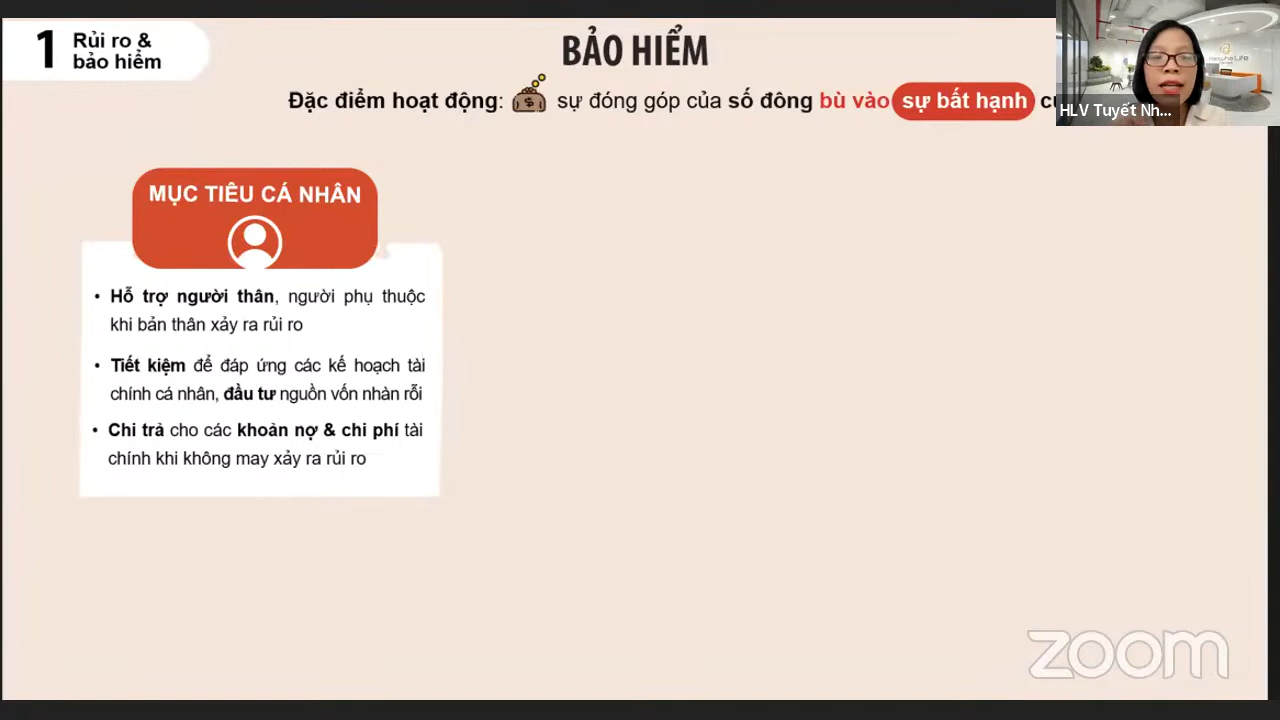 1 Rủi ro &
bảo hiểm
BẢO HIỂM
Đặc điểm hoạt động: sự đóng góp của số đông bù vào sự bất hạnh
HLV Tuyết Nh...
MỤC TIÊU CÁ NHÂN
• Hỗ trợ người thân, người phụ thuộc
khi bản thân xảy ra rủi ro
• Tiết kiệm để đáp ứng các kế hoạch tài
chính cá nhân, đầu tư nguồn vốn nhàn rỗi
• Chi trả cho các khoản nợ & chi phí tài
chính khi không may xảy ra rủi ro
zoom